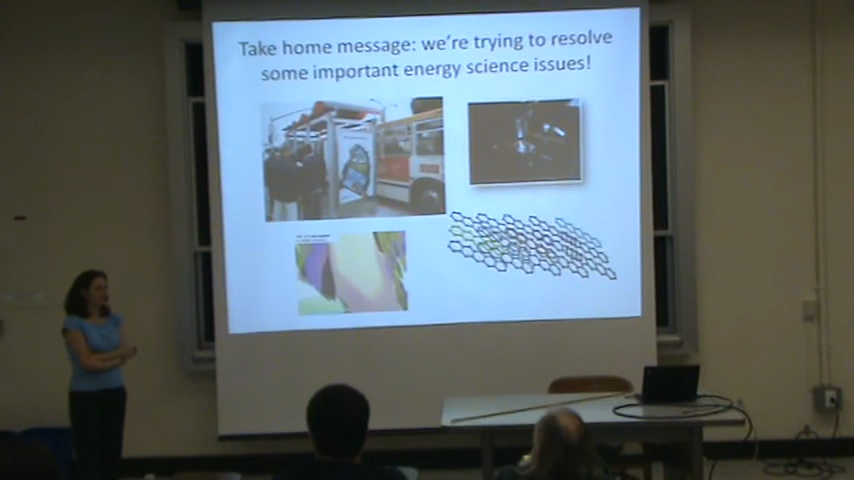 Take home message: we're trying to resolve
some important energy science issues!